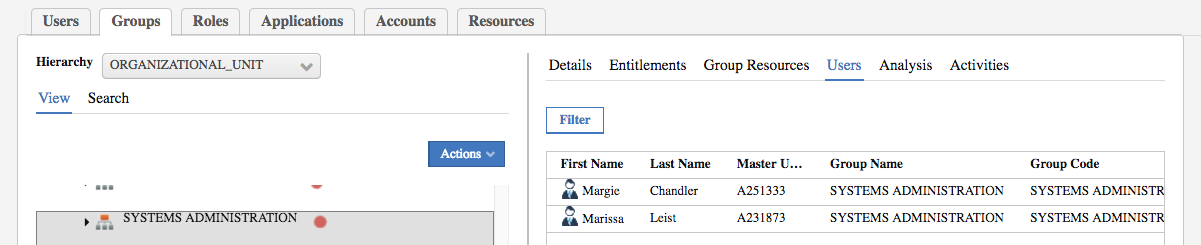 Users Groups Roles Applications Accounts Resources
Hierarchy ORGANIZATIONAL_UNIT
View Search
Actions
SYSTEMS ADMINISTRATION
Details Entitlements Group Resources Users Analysis Activities
Filter
First Name Last Name Master U... Group Name Group Code
Margie Chandler A251333 SYSTEMS ADMINISTRATION SYSTEMS ADMINISTR
Marissa Leist A231873 SYSTEMS ADMINISTRATION SYSTEMS ADMINISTR